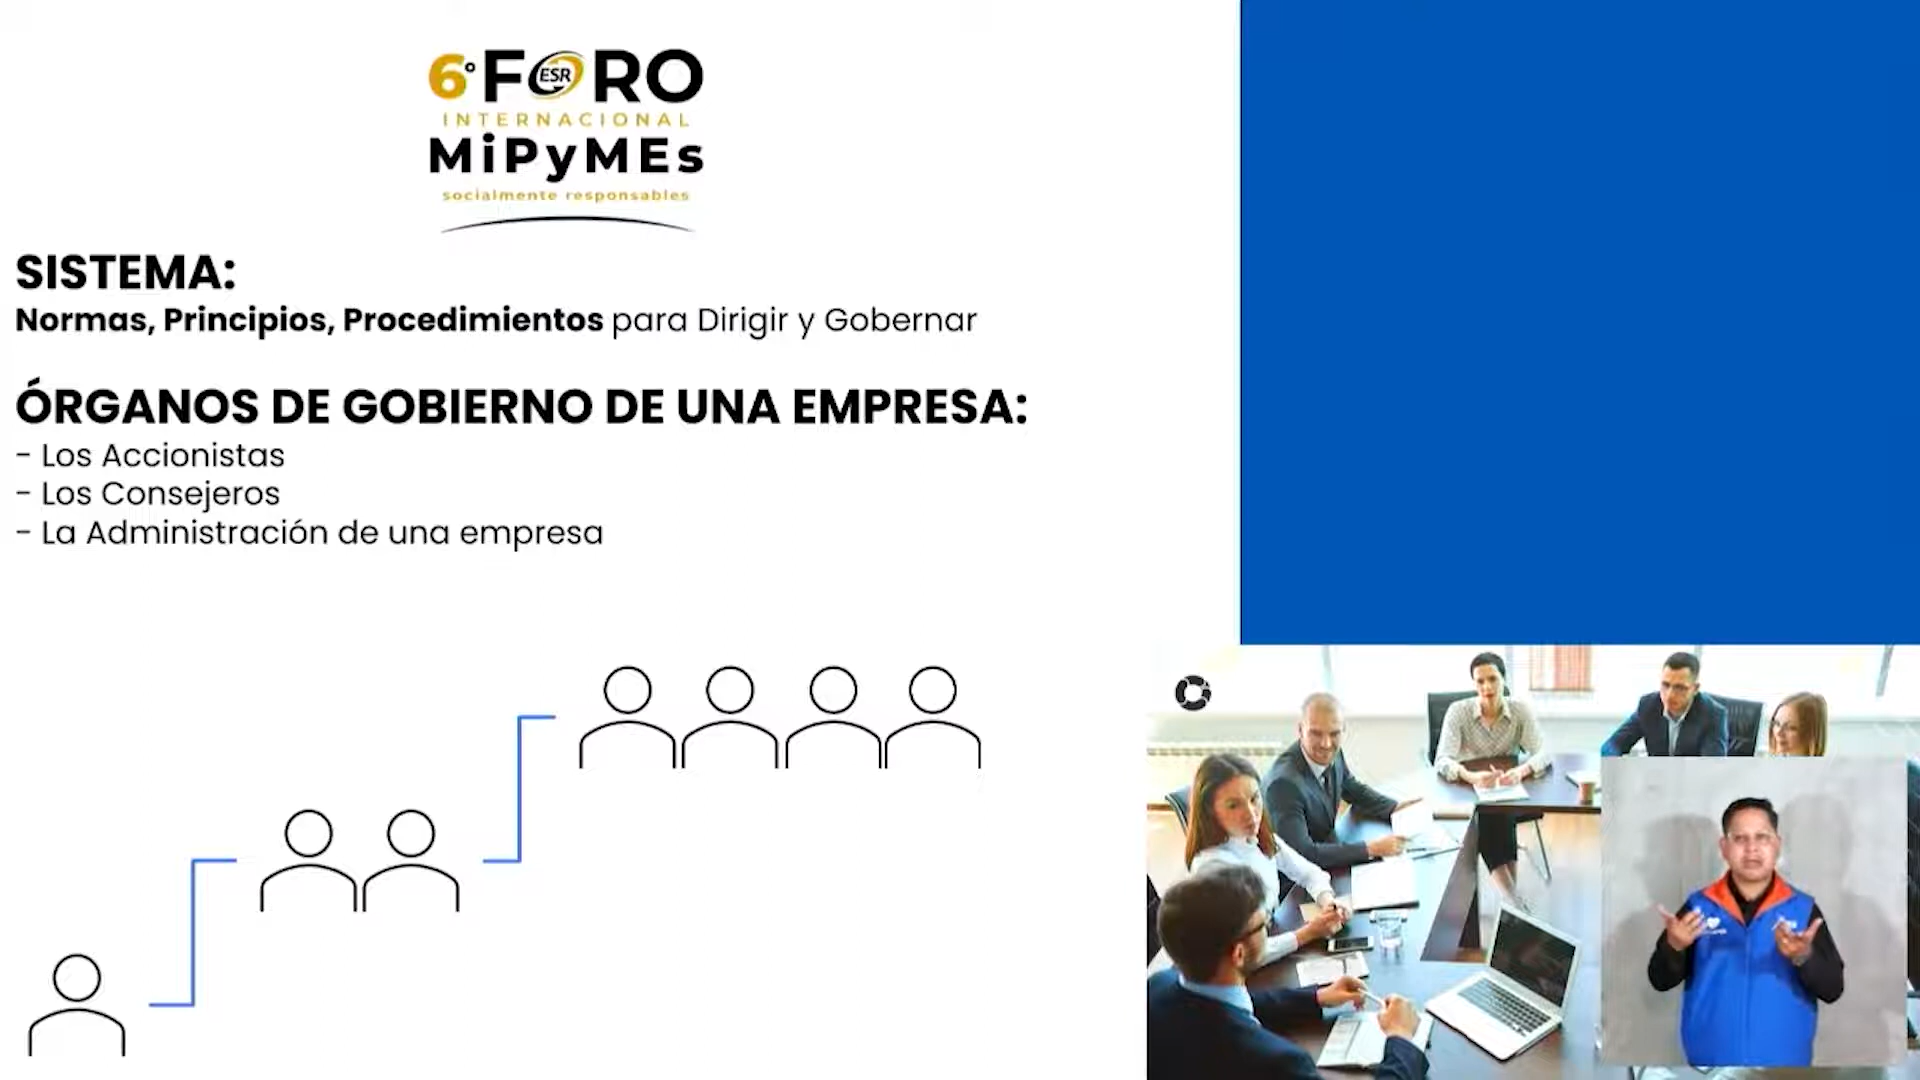 6° FORO
ESR
INTERNACIONAL
MiPyMEs
socialmente responsables
SISTEMA:
Normas, Principios, Procedimientos para Dirigir y Gobernar
ÓRGANOS DE GOBIERNO DE UNA EMPRESA:
- Los Accionistas
- Los Consejeros
- La Administración de una empresa